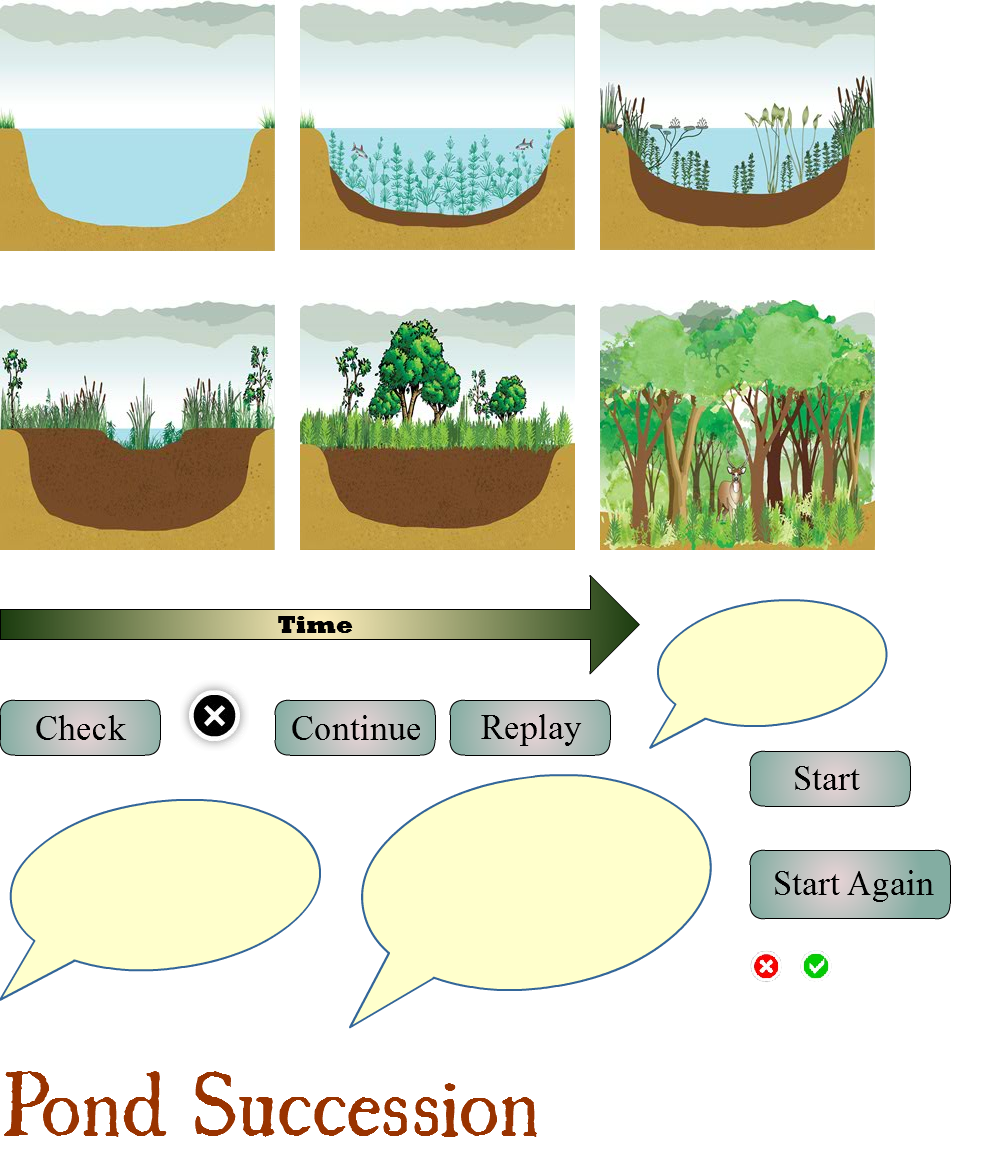 Time
Check
Continue
Replay
Start
Start Again
Pond Succession